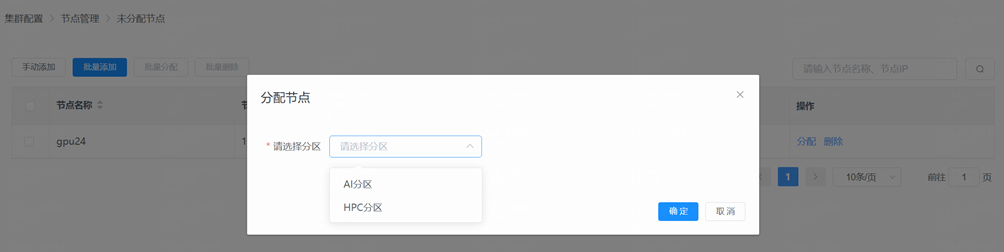 集群配置 > 节点管理 > 未分配节点
手动添加 批量添加 批量分配 批量删除 请输入节点名称、节点IP
分配节点
节点名称 操作
* 请选择分区 请选择分区
gpu24 分配 删除
AI分区
HPC分区
1 10条/页 前往 1 页
确定 取消